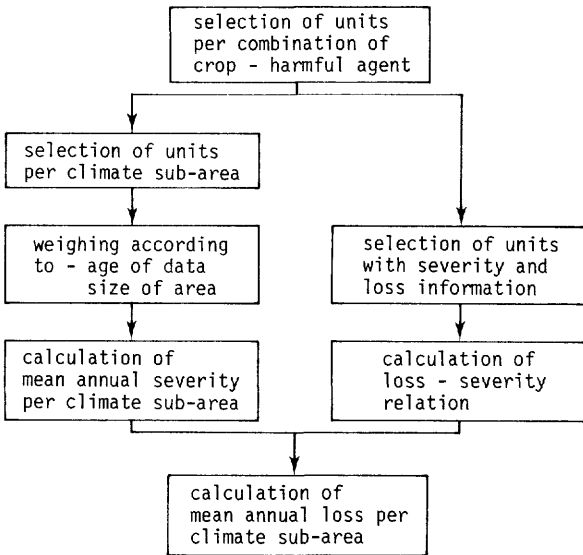 selection of units
per combination of
crop - harmful agent
selection of units
per climate sub-area
weighing according
to - age of data
size of area
selection of units
with severity and
loss information
calculation of
mean annual severity
per climate sub-area
calculation of
loss - severity
relation
calculation of
mean annual loss per
climate sub-area